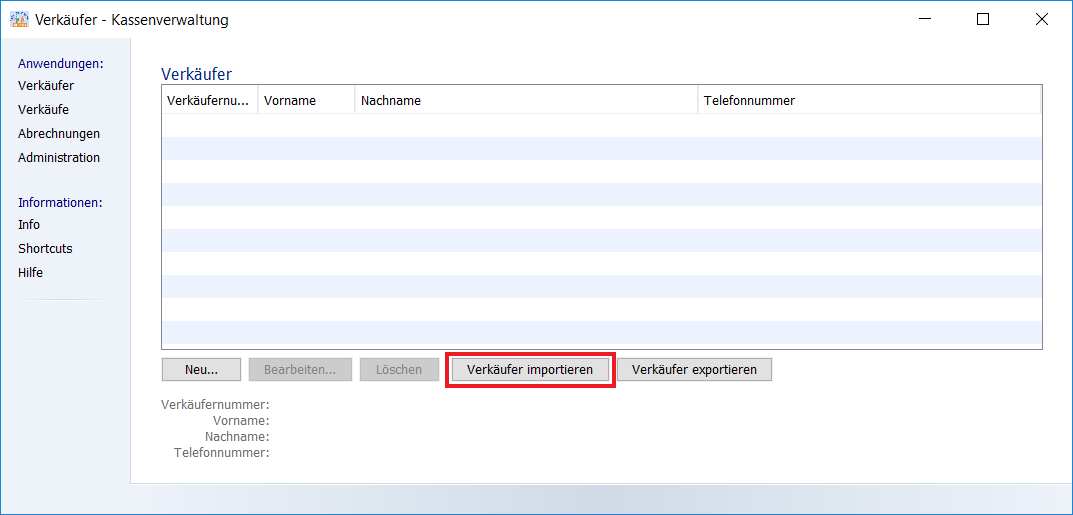 Verkäufer - Kassenverwaltung
Anwendungen:
Verkäufer
Verkäufe
Abrechnungen
Administration
Informationen:
Info
Shortcuts
Hilfe
Verkäufer
Verkäufernu... Vorname Nachname Telefonnummer
Neu... Bearbeiten... Löschen Verkäufer importieren Verkäufer exportieren
Verkäufernummer:
Vorname:
Nachname:
Telefonnummer: